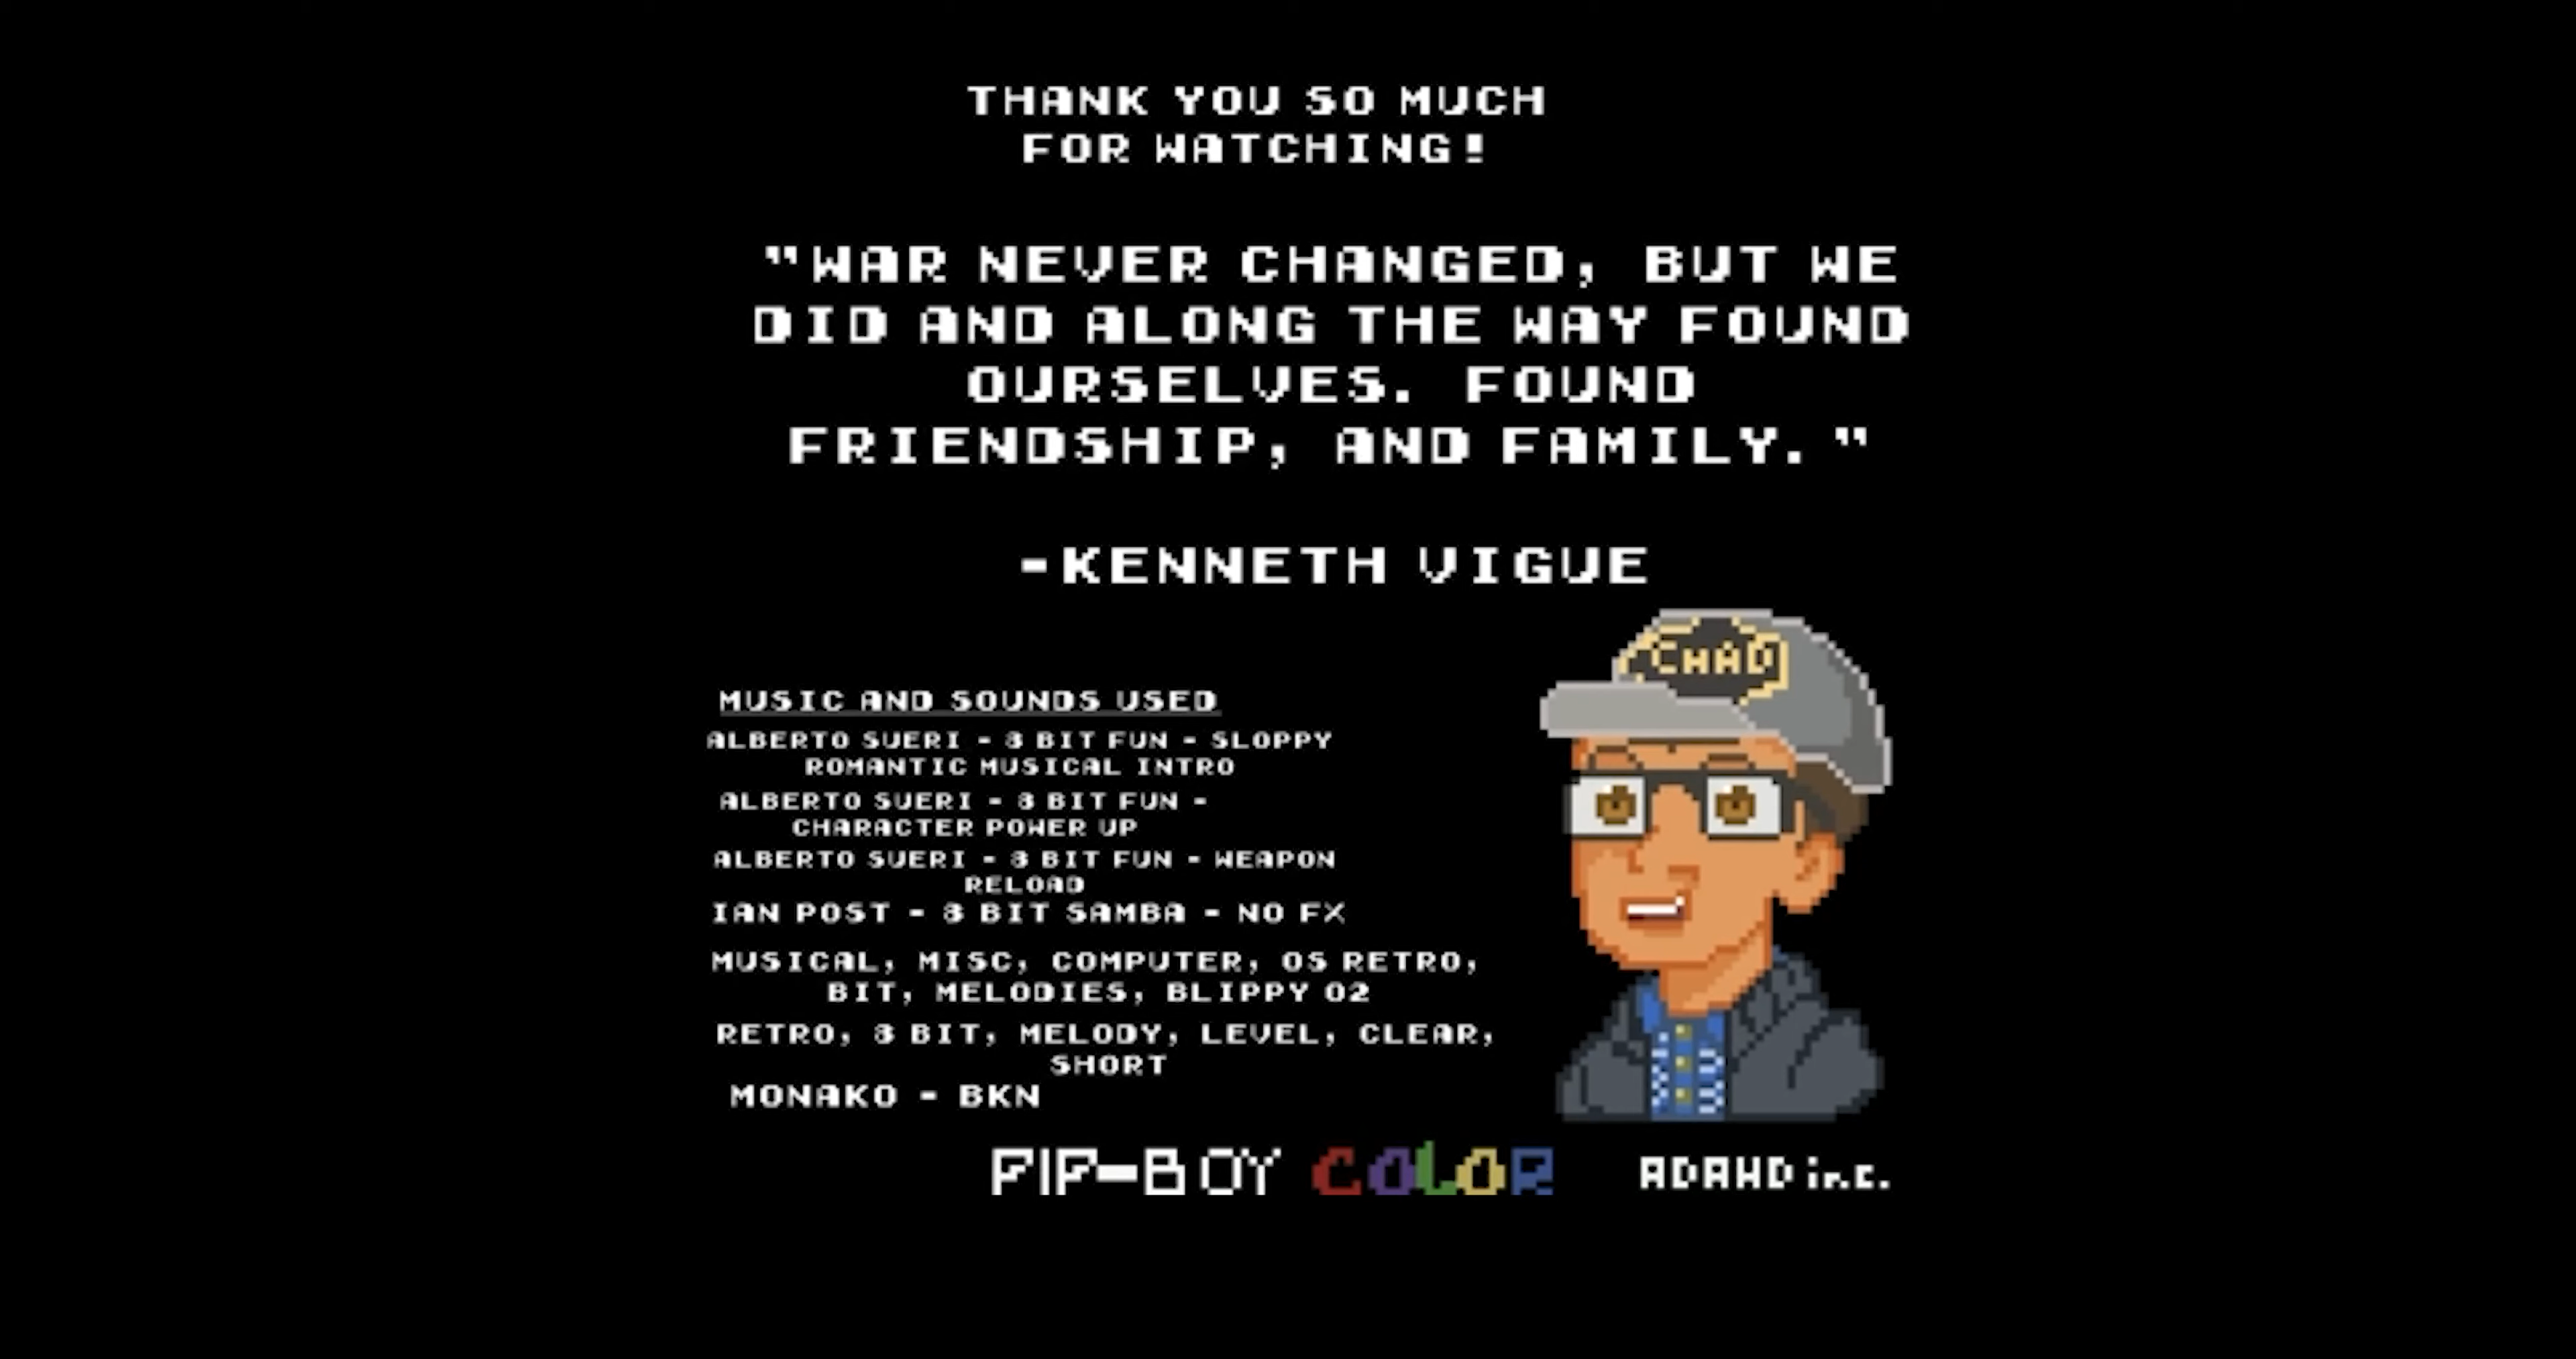 THANK YOU SO MUCH
FOR WATCHING!
"WAR NEVER CHANGED, BUT WE
DID AND ALONG THE WAY FOUND
OURSELVES. FOUND
FRIENDSHIP, AND FAMILY."
-KENNETH VIGUE
CHAD
MUSIC AND SOUNDS USED
ALBERTO SUERI - 8 BIT FUN - SLOPPY
ROMANTIC MUSICAL INTRO
ALBERTO SUERI - 8 BIT FUN -
CHARACTER POWER UP
ALBERTO SUERI - 8 BIT FUN - WEAPON
RELOAD
IAN POST - 8 BIT SAMBA - NO FX
MUSICAL, MISC, COMPUTER, OS RETRO,
BIT, MELODIES, BLIPPY 02
RETRO, 8 BIT, MELODY, LEVEL, CLEAR,
SHORT
MONAKO - BKN
PIP-BOY COLOR
ADAHD inc.